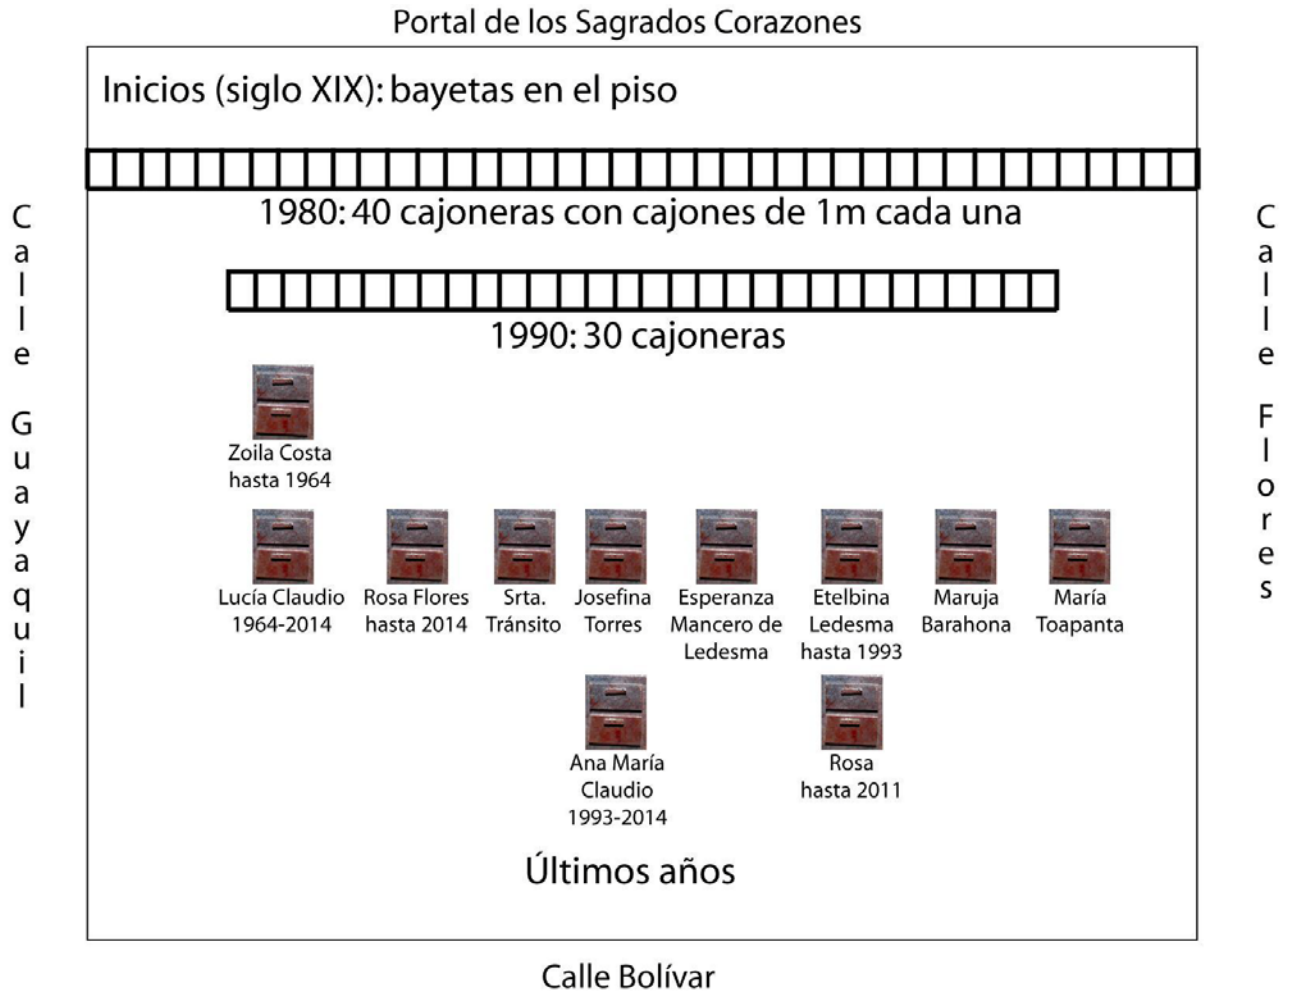 Portal de los Sagrados Corazones
Inicios (siglo XIX): bayetas en el piso
1980: 40 cajoneras con cajones de 1m cada una
1990: 30 cajoneras
Calle Guayaquil
Calle Flores
Zoila Costa
hasta 1964
Lucía Claudio
1964-2014
Rosa Flores
hasta 2014
Srta.
Tránsito
Josefina
Torres
Esperanza
Mancero de
Ledesma
Etelbina
Ledesma
hasta 1993
Maruja
Barahona
María
Toapanta
Ana María
Claudio
1993-2014
Rosa
hasta 2011
Últimos años
Calle Bolívar